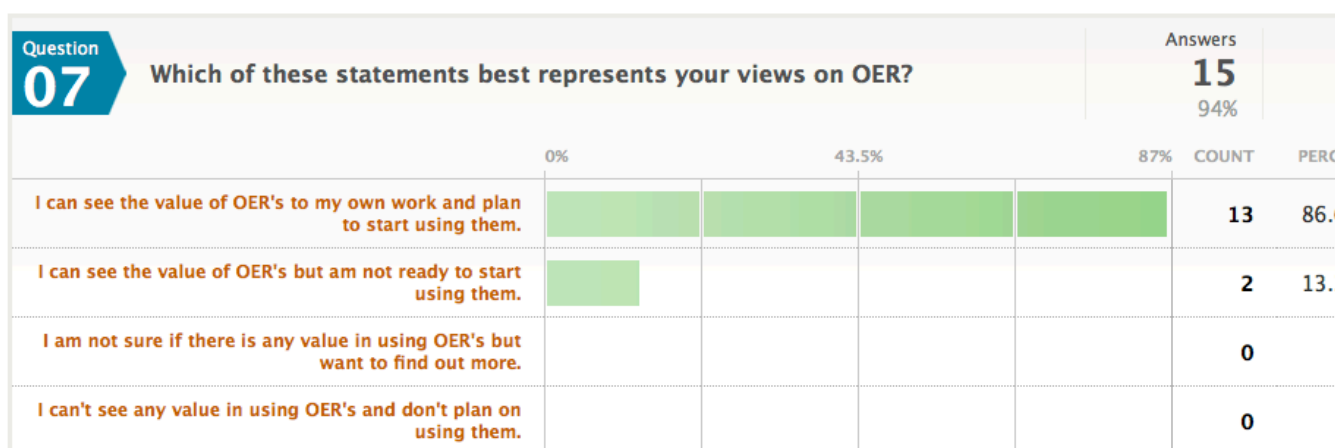 Question
07
Which of these statements best represents your views on OER?
Answers
15
94%
0%
43.5%
87%
COUNT
I can see the value of OER's to my own work and plan
to start using them.
13
86.
I can see the value of OER's but am not ready to start
using them.
2
13.
I am not sure if there is any value in using OER's but
want to find out more.
0
I can't see any value in using OER's and don't plan on
using them.
0